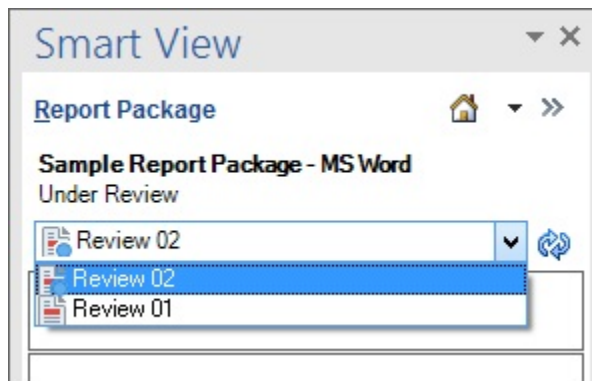 Smart View
Report Package
Sample Report Package - MS Word
Under Review
Review 02
Review 02
Review 01